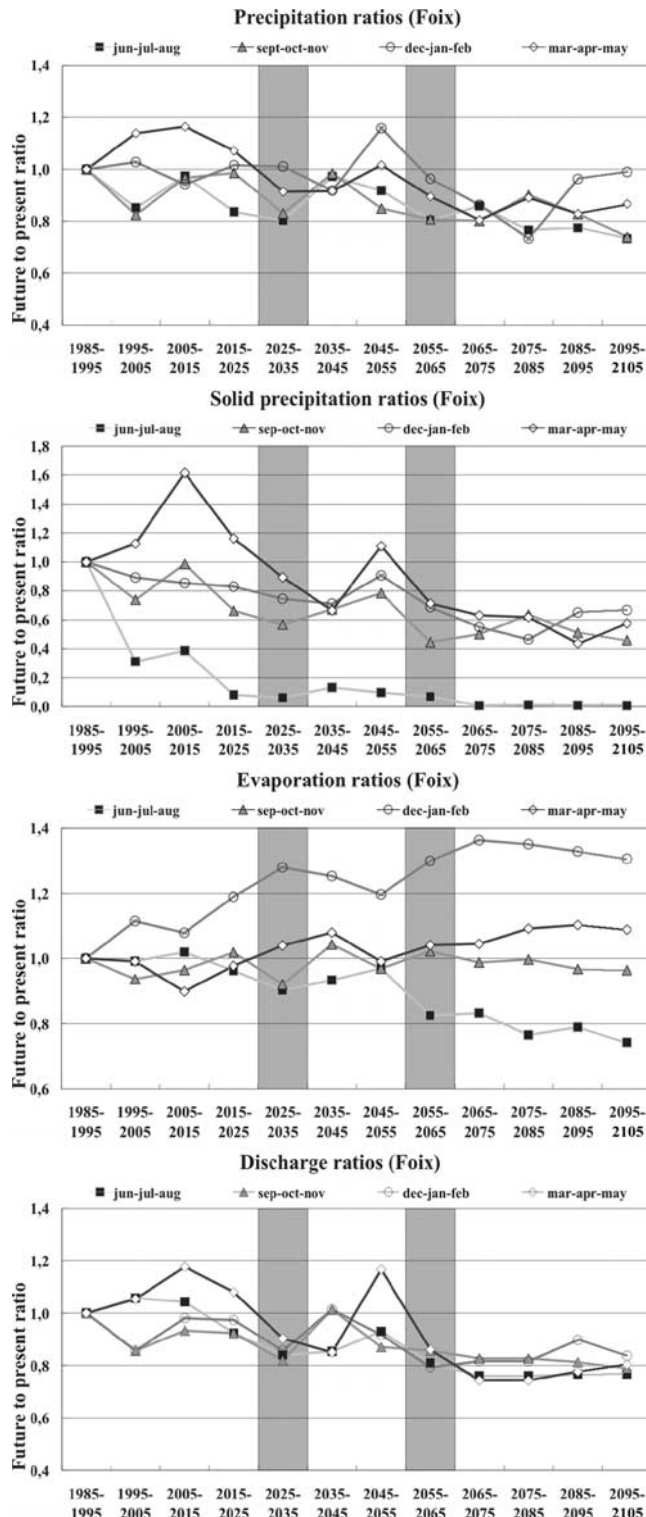 Precipitation ratios (Foix)
jun-jul-aug sept-oct-nov dec-jan-feb mar-apr-may
Future to present ratio
1,4
1,2
1,0
0,8
0,6
0,4
1985- 1995- 2005- 2015- 2025- 2035- 2045- 2055- 2065- 2075- 2085- 2095-
1995 2005 2015 2025 2035 2045 2055 2065 2075 2085 2095 2105
Solid precipitation ratios (Foix)
jun-jul-aug sep-oct-nov dec-jan-feb mar-apr-may
Future to present ratio
1,8
1,6
1,4
1,2
1,0
0,8
0,6
0,4
0,2
0,0
1985- 1995- 2005- 2015- 2025- 2035- 2045- 2055- 2065- 2075- 2085- 2095-
1995 2005 2015 2025 2035 2045 2055 2065 2075 2085 2095 2105
Evaporation ratios (Foix)
jun-jul-aug sep-oct-nov dec-jan-feb mar-apr-may
Future to present ratio
1,4
1,2
1,0
0,8
0,6
1985- 1995- 2005- 2015- 2025- 2035- 2045- 2055- 2065- 2075- 2085- 2095-
1995 2005 2015 2025 2035 2045 2055 2065 2075 2085 2095 2105
Discharge ratios (Foix)
jun-jul-aug sep-oct-nov dec-jan-feb mar-apr-may
Future to present ratio
1,4
1,2
1,0
0,8
0,6
0,4
1985- 1995- 2005- 2015- 2025- 2035- 2045- 2055- 2065- 2075- 2085- 2095-
1995 2005 2015 2025 2035 2045 2055 2065 2075 2085 2095 2105